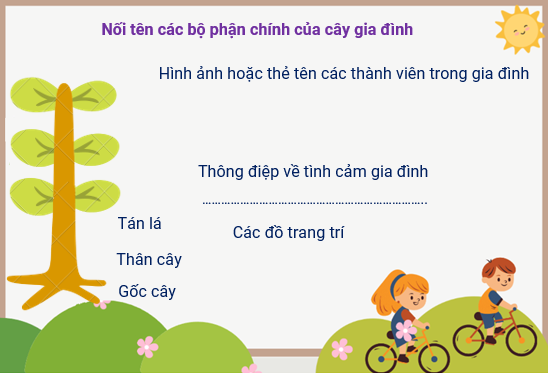 Nối tên các bộ phận chính của cây gia đình
Hình ảnh hoặc thẻ tên các thành viên trong gia đình
Thông điệp về tình cảm gia đình
……………………………………………………………..
Tán lá
Các đồ trang trí
Thân cây
Gốc cây